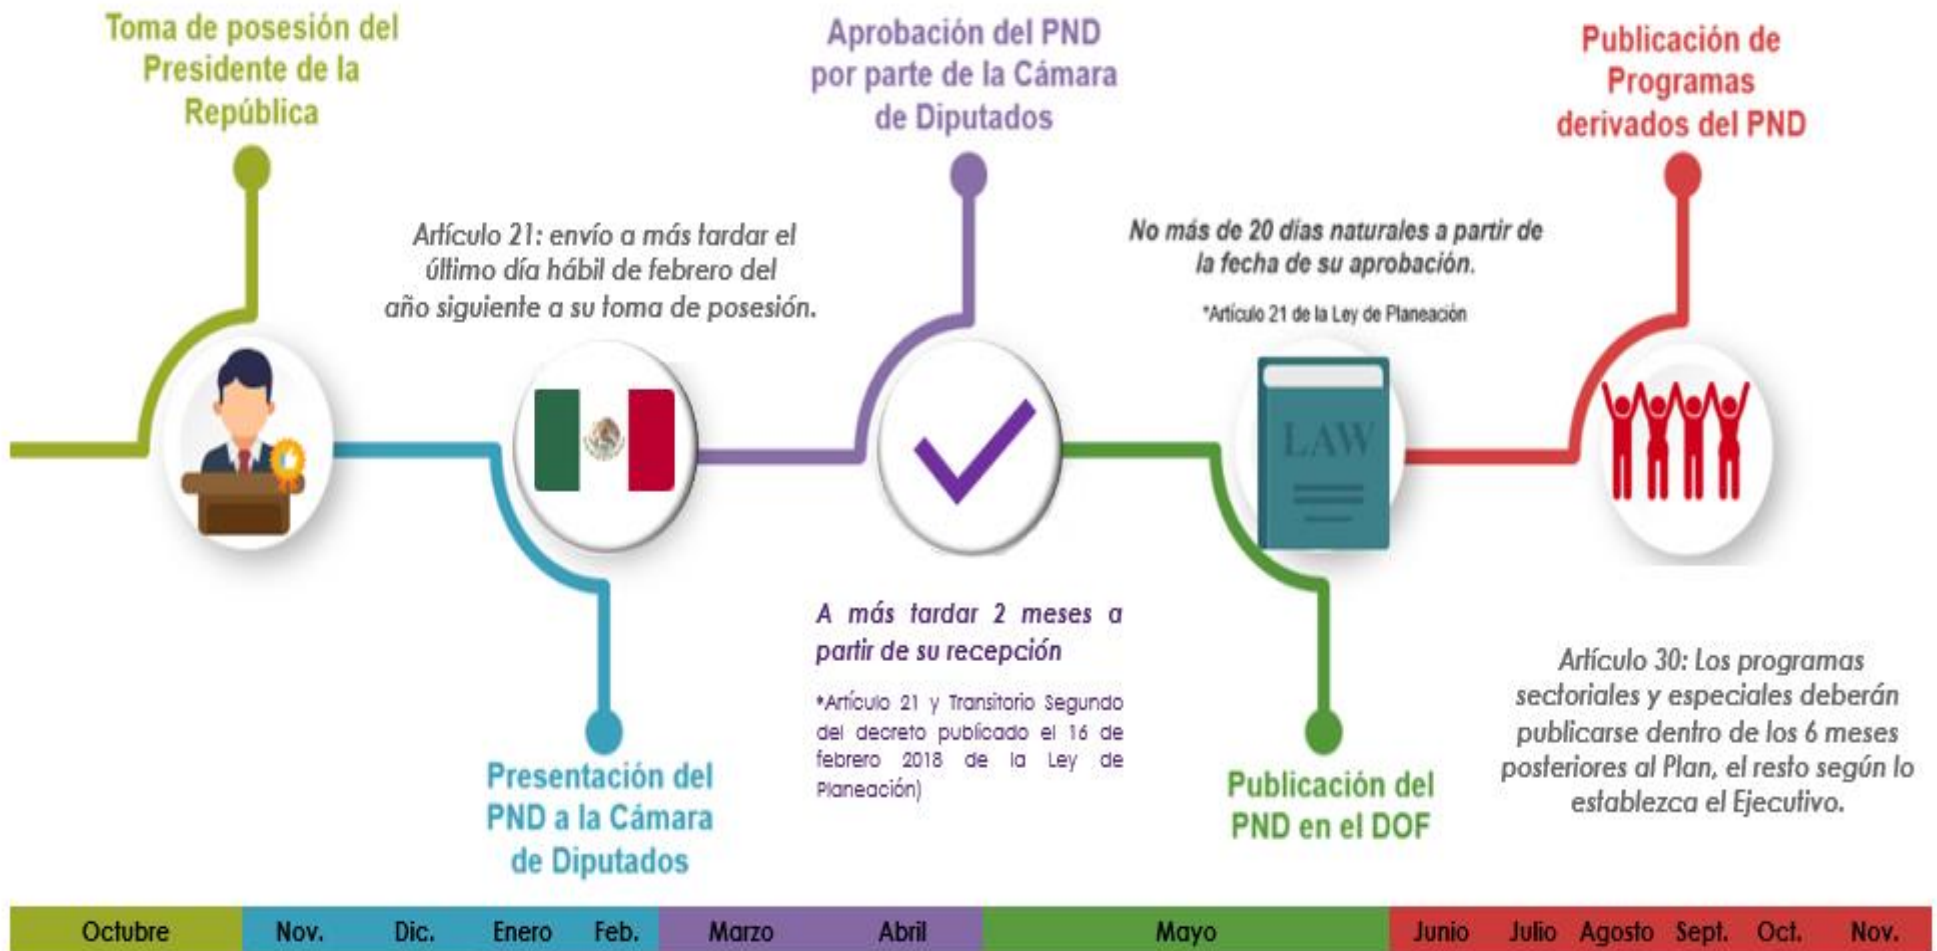 Toma de posesión del
Presidente de la
República
Artículo 21: envío a más tardar el
último día hábil de febrero del
año siguiente a su toma de posesión.
Presentación del
PND a la Cámara
de Diputados
Aprobación del PND
por parte de la Cámara
de Diputados
A más tardar 2 meses a
partir de su recepción
*Artículo 21 y Transitorio Segundo
del decreto publicado el 16 de
febrero 2018 de la Ley de
Planeación)
No más de 20 días naturales a partir de
la fecha de su aprobación.
*Artículo 21 de la Ley de Planeación
LAW
Publicación del
PND en el DOF
Publicación de
Programas
derivados del PND
Artículo 30: Los programas
sectoriales y especiales deberán
publicarse dentro de los 6 meses
posteriores al Plan, el resto según lo
establezca el Ejecutivo.
Octubre Nov. Dic. Enero Feb. Marzo Abril Mayo Junio Julio Agosto Sept. Oct. Nov.